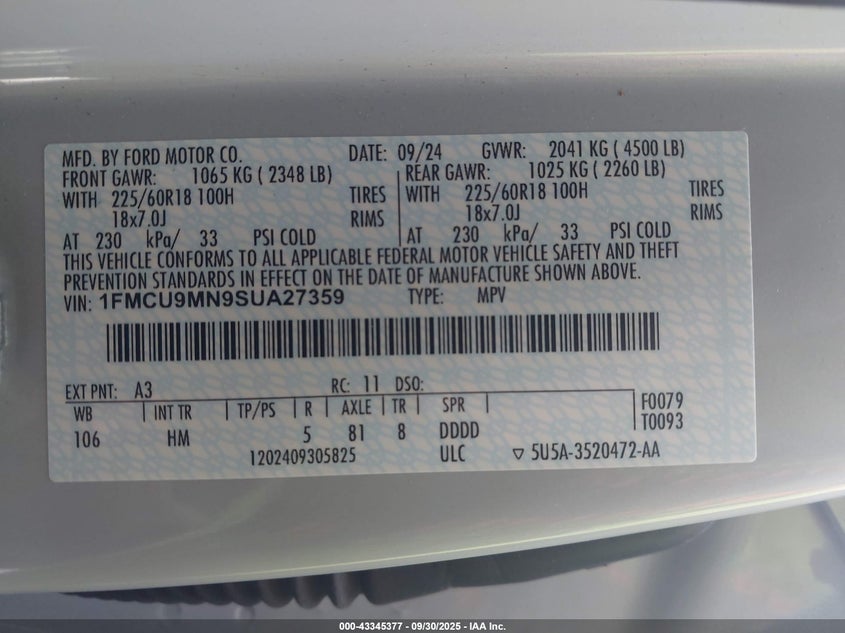 MFD. BY FORD MOTOR CO. DATE: 09/24 GVWR: 2041 KG ( 4500 LB)
FRONT GAWR: 1065 KG ( 2348 LB) REAR GAWR: 1025 KG ( 2260 LB)
WITH 225/60R18 100H TIRES WITH 225/60R18 100H TIRES
18x7.0J RIMS 18x7.0J RIMS
AT 230 kPa/ 33 PSI COLD AT 230 kPa/ 33 PSI COLD
THIS VEHICLE CONFORMS TO ALL APPLICABLE FEDERAL MOTOR VEHICLE SAFETY AND THEFT
PREVENTION STANDARDS IN EFFECT ON THE DATE OF MANUFACTURE SHOWN ABOVE.
VIN: 1FMCU9MN9SUA27359 TYPE: MPV
EXT PNT: A3 RC: 11 DSO:
WB INT TR TP/PS R AXLE TR SPR F0079
106 HM 5 81 8 DDDD T0093
1202409305825 ULC ▽ 5U5A-3520472-AA
000-43345377 - 09/30/2025 - IAA Inc.